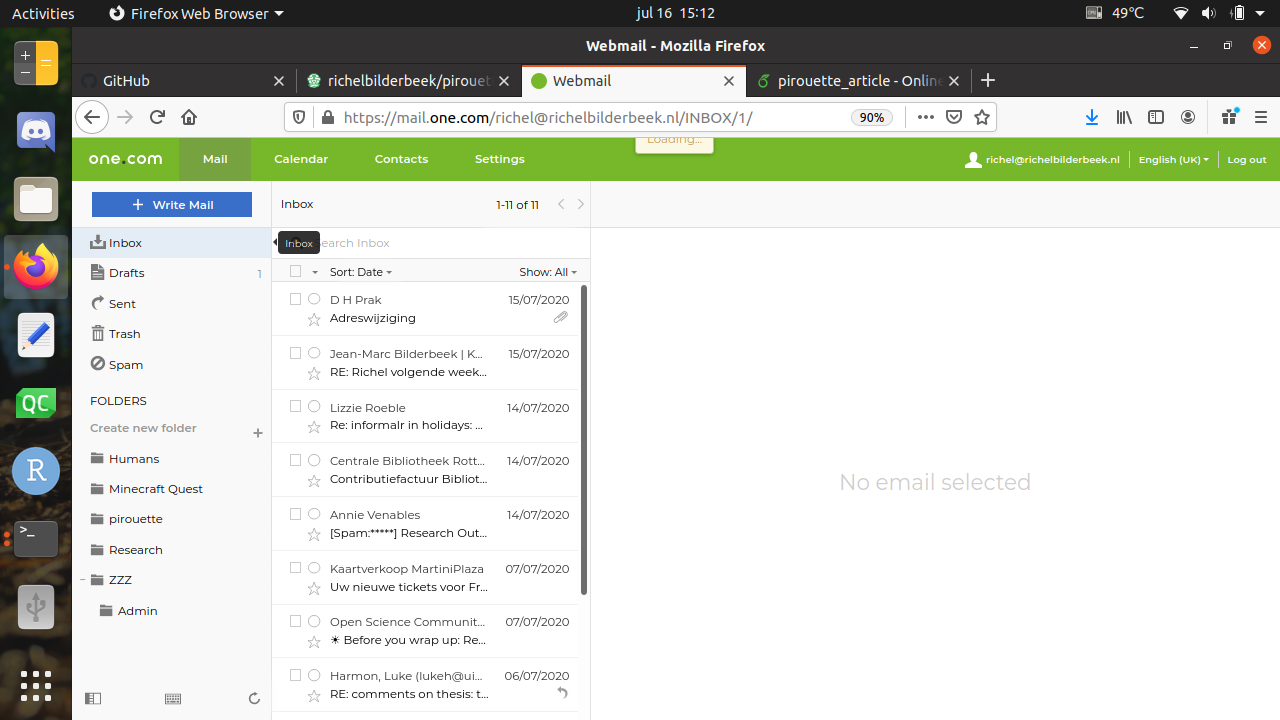 Activities
Firefox Web Browser
jul 16 15:12
49°C
Webmail - Mozilla Firefox
GitHub
richelbilderbeek/pirouet
Webmail
pirouette_article - Online
https://mail.one.com/richel@richelbilderbeek.nl/INBOX/1/
90%
one.com
Mail
Calendar
Contacts
Settings
Loading...
richel@richelbilderbeek.nl
English (UK)
Log out
Write Mail
Inbox
1-11 of 11
Inbox
Inbox
Search Inbox
Drafts
1
Sent
Trash
Spam
FOLDERS
Create new folder
Humans
Minecraft Quest
pirouette
Research
ZZZ
Admin
Sort: Date
Show: All
D H Prak
15/07/2020
Adreswijziging
Jean-Marc Bilderbeek | K...
15/07/2020
RE: Richel volgende week...
Lizzie Roeble
14/07/2020
Re: informalr in holidays: ...
Centrale Bibliotheek Rott...
14/07/2020
Contributiefactuur Bibliot...
Annie Venables
14/07/2020
[Spam:*****] Research Out...
Kaartverkoop MartiniPlaza
07/07/2020
Uw nieuwe tickets voor Fr...
Open Science Communit...
07/07/2020
☀ Before you wrap up: Re...
Harmon, Luke (lukeh@ui...
06/07/2020
RE: comments on thesis: t...
No email selected
QC
R
>_